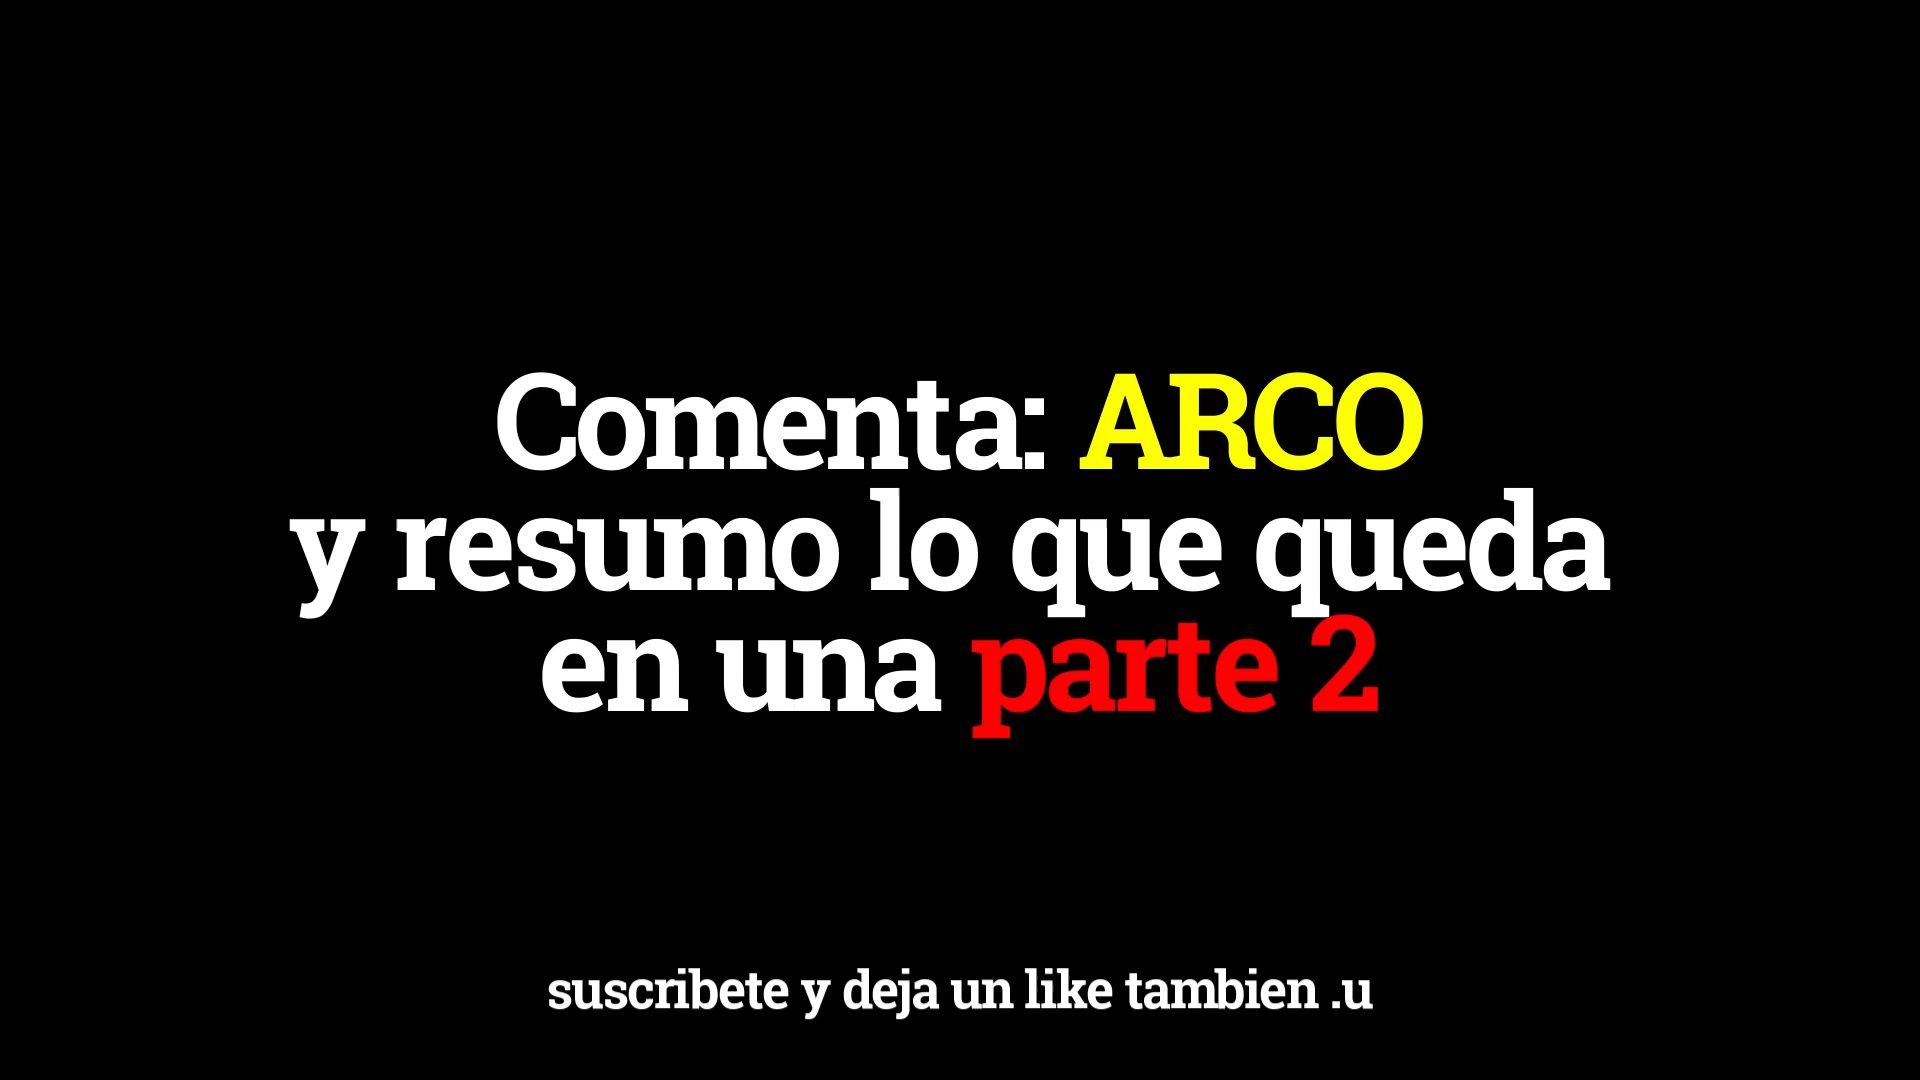 Comenta: ARCO
y resumo lo que queda
en una parte 2
suscribete y deja un like tambien .u